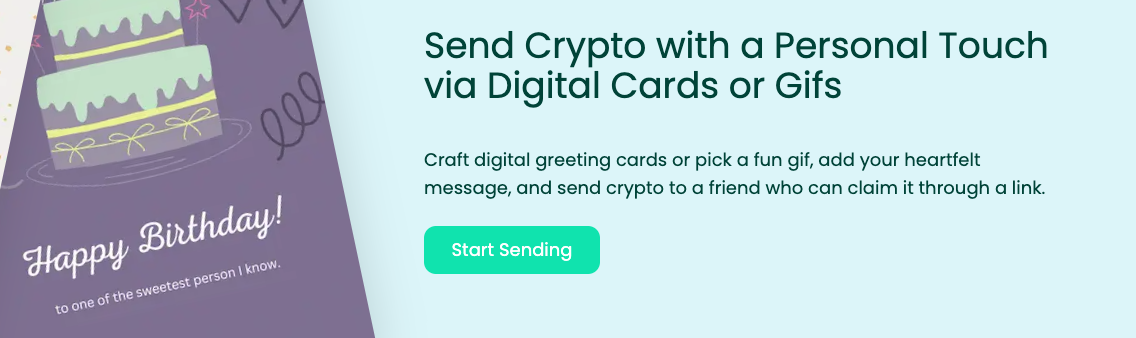 Send Crypto with a Personal Touch
via Digital Cards or Gifs
Craft digital greeting cards or pick a fun gif, add your heartfelt
message, and send crypto to a friend who can claim it through a link.
Start Sending
Happy Birthday!
to one of the sweetest person I know.